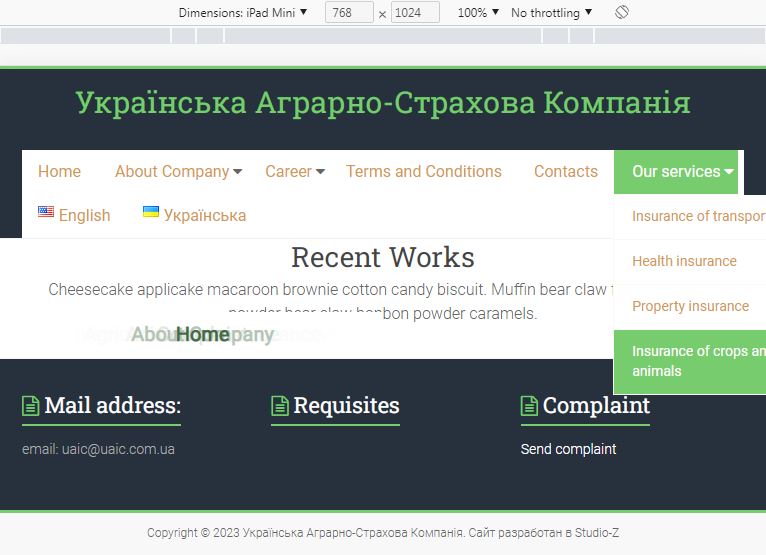 Dimensions: iPad Mini 768 × 1024 100% No throttling
Українська Аграрно-Страхова Компанія
Home About Company Career Terms and Conditions Contacts Our services
English Українська
Insurance of transpor
Health insurance
Property insurance
Insurance of crops an
animals
Recent Works
Cheesecake applicake macaroon brownie cotton candy biscuit. Muffin bear claw
powder bear claw bonbon powder caramels.
Home
Mail address: Requisites Complaint
email: uaic@uaic.com.ua Send complaint
Copyright © 2023 Українська Аграрно-Страхова Компанія. Сайт разработан в Studio-Z